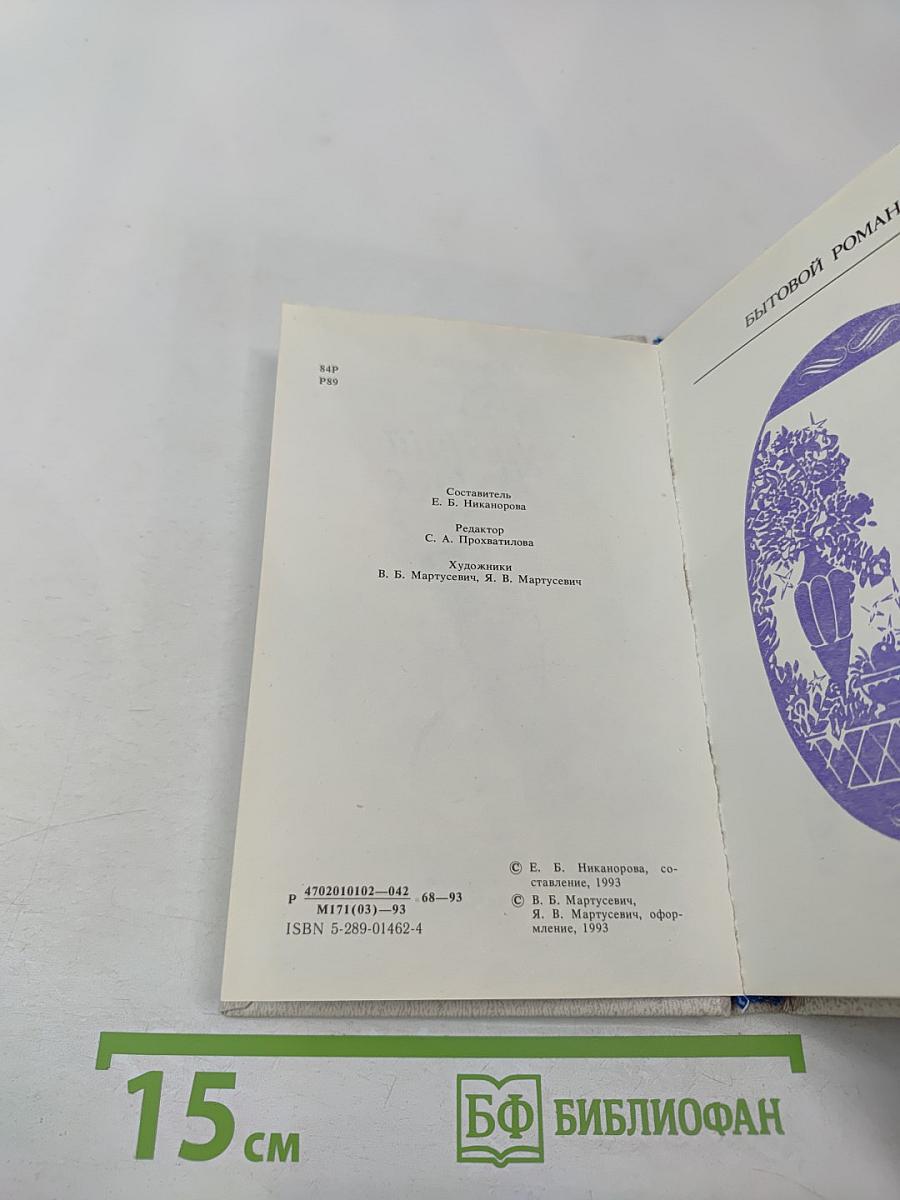 84Р
Р89
Составитель
Е. Б. Никанорова
Редактор
С. А. Прохватилова
Художники
В. Б. Мартусевич, Я. В. Мартусевич
Р 4702010102—042 68—93
М171(03)—93
ISBN 5-289-01462-4
© Е. Б. Никанорова, со-
ставление, 1993
© В. Б. Мартусевич,
Я. В. Мартусевич, офор-
мление, 1993
БЫТОВОЙ РОМАН
15 см
БФ БИБЛИОФАН